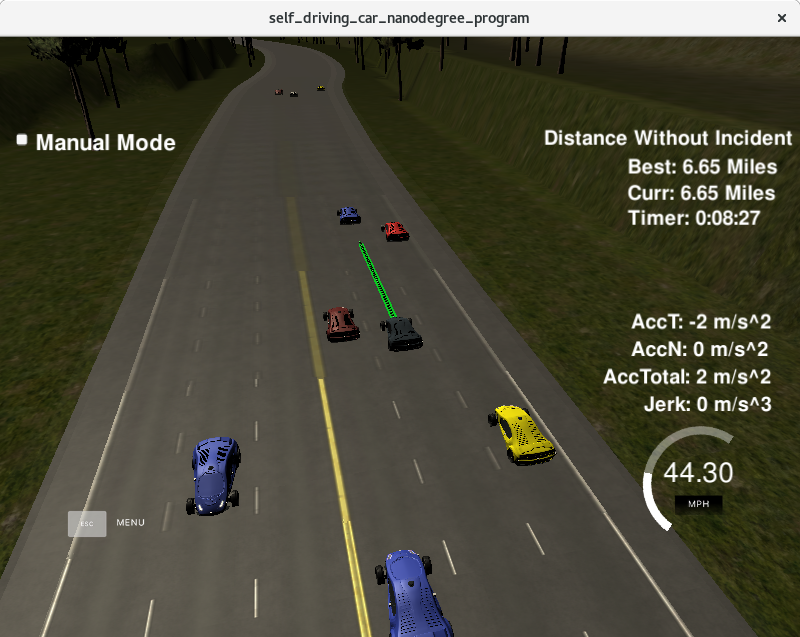 self_driving_car_nanodegree_program
Manual Mode
Distance Without Incident
Best: 6.65 Miles
Curr: 6.65 Miles
Timer: 0:08:27
AccT: -2 m/s^2
AccN: 0 m/s^2
AccTotal: 2 m/s^2
Jerk: 0 m/s^3
44.30
MPH
ESC MENU